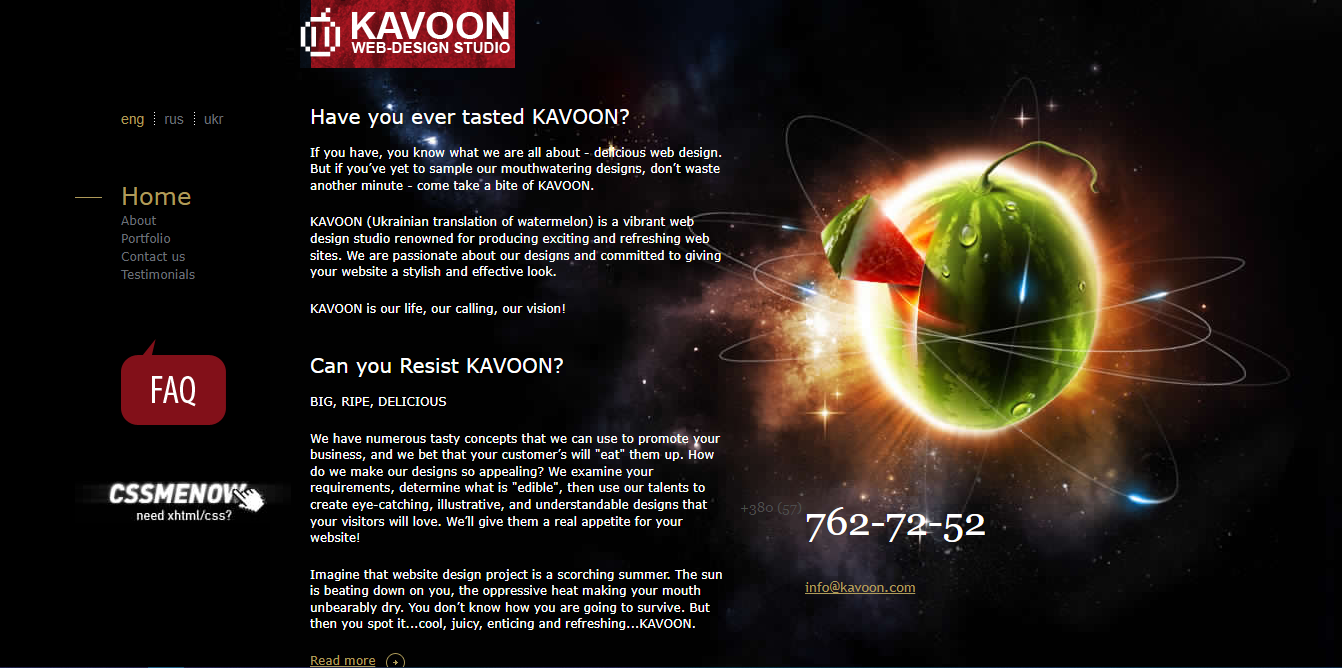 KAVOON
WEB-DESIGN STUDIO
eng rus ukr
Home
About
Portfolio
Contact us
Testimonials
FAQ
CSSMENOW
need xhtml/css?
Have you ever tasted KAVOON?
If you have, you know what we are all about - delicious web design.
But if you’ve yet to sample our mouthwatering designs, don’t waste
another minute - come take a bite of KAVOON.
KAVOON (Ukrainian translation of watermelon) is a vibrant web
design studio renowned for producing exciting and refreshing web
sites. We are passionate about our designs and committed to giving
your website a stylish and effective look.
KAVOON is our life, our calling, our vision!
Can you Resist KAVOON?
BIG, RIPE, DELICIOUS
We have numerous tasty concepts that we can use to promote your
business, and we bet that your customer’s will "eat" them up. How
do we make our designs so appealing? We examine your
requirements, determine what is "edible", then use our talents to
create eye-catching, illustrative, and understandable designs that
your visitors will love. We’ll give them a real appetite for your
website!
Imagine that website design project is a scorching summer. The sun
is beating down on you, the oppressive heat making your mouth
unbearably dry. You don’t know how you are going to survive. But
then you spot it...cool, juicy, enticing and refreshing...KAVOON.
Read more
+380 (57) 762-72-52
info@kavoon.com